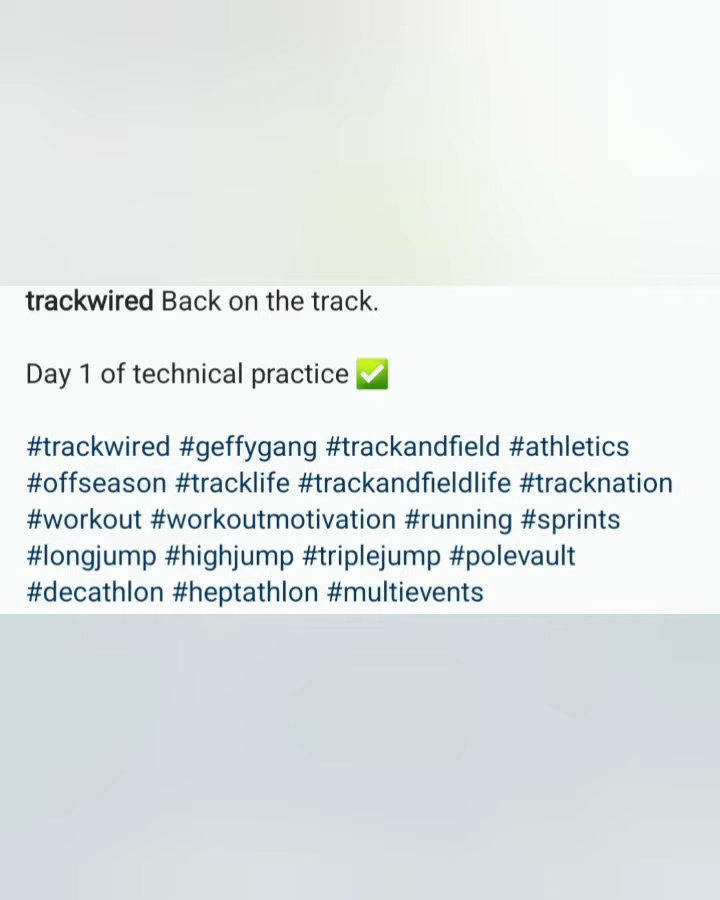 trackwired Back on the track.
Day 1 of technical practice ✅
#trackwired #geffygang #trackandfield #athletics
#offseason #tracklife #trackandfieldlife #tracknation
#workout #workoutmotivation #running #sprints
#longjump #highjump #triplejump #polevault
#decathlon #heptathlon #multievents